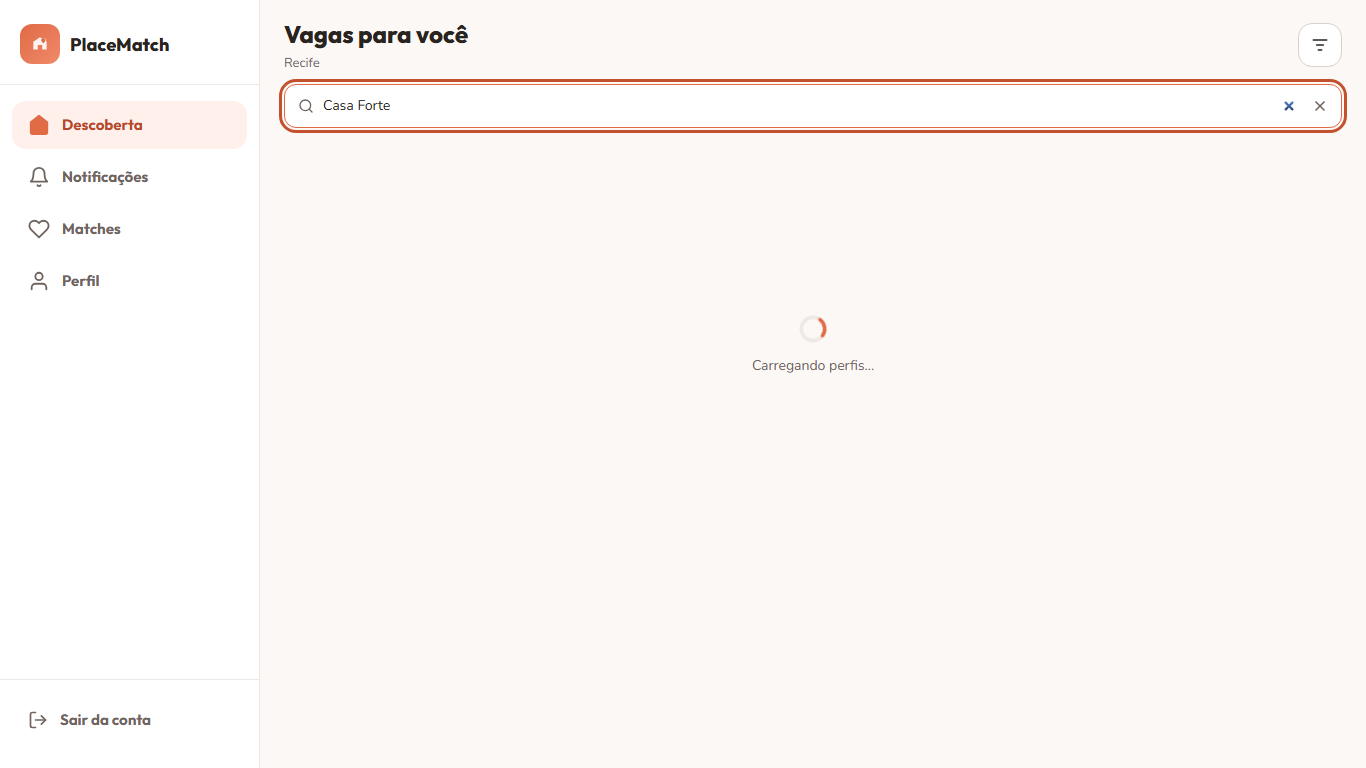 PlaceMatch
Descoberta
Notificações
Matches
Perfil
Sair da conta
Vagas para você
Recife
Casa Forte
Carregando perfis...